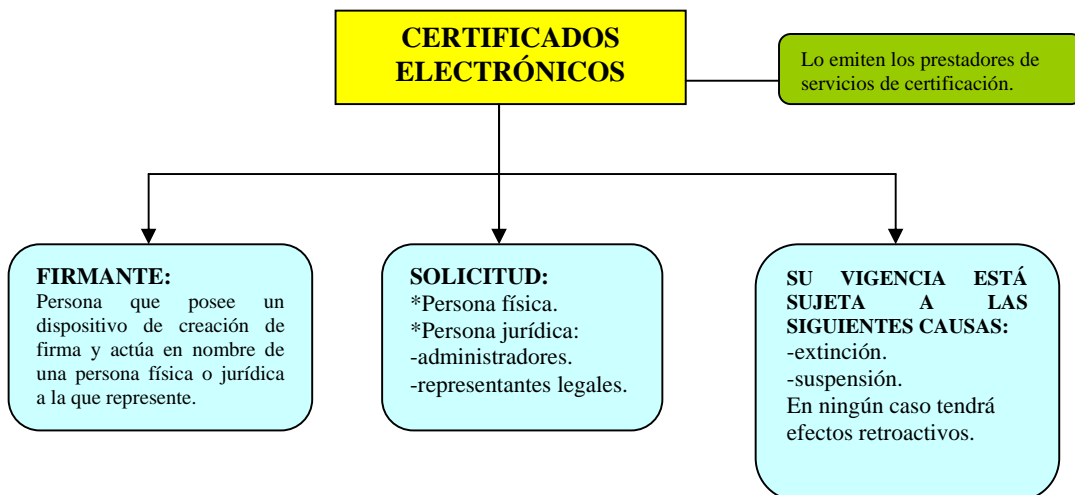 CERTIFICADOS
ELECTRÓNICOS
Lo emiten los prestadores de
servicios de certificación.
FIRMANTE:
Persona que posee un
dispositivo de creación de
firma y actúa en nombre de
una persona física o jurídica
a la que represente.
SOLICITUD:
*Persona física.
*Persona jurídica:
-administradores.
-representantes legales.
SU VIGENCIA ESTÁ
SUJETA A LAS
SIGUIENTES CAUSAS:
-extinción.
-suspensión.
En ningún caso tendrá
efectos retroactivos.